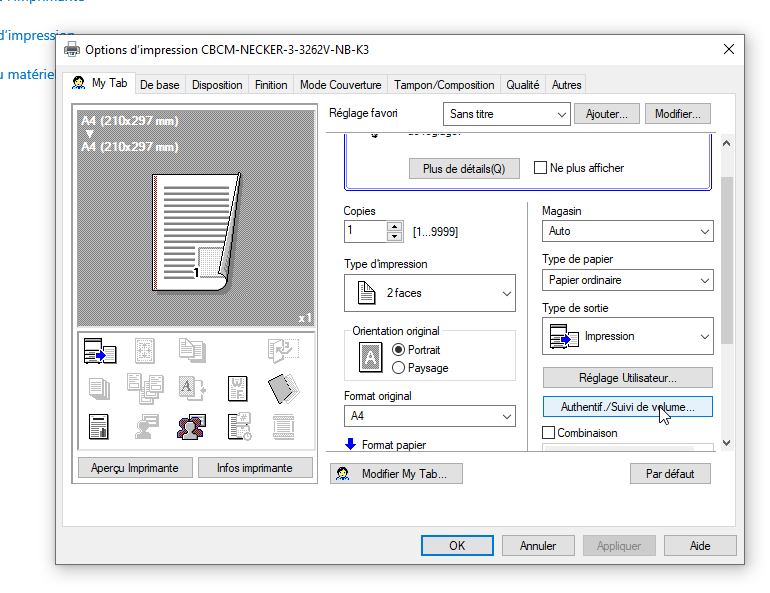 l'imprimante
d'impression
u matérie
Options d'impression CBCM-NECKER-3-3262V-NB-K3
My Tab
De base
Disposition
Finition
Mode Couverture
Tampon/Composition
Qualité
Autres
A4 (210x297 mm)
A4 (210x297 mm)
1
x1
Aperçu Imprimante
Infos imprimante
Réglage favori
Sans titre
Ajouter...
Modifier...
Plus de détails(Q)
Ne plus afficher
Copies
1
[1...9999]
Type d'impression
2 faces
Orientation original
A
Portrait
Paysage
Format original
A4
Format papier
Magasin
Auto
Type de papier
Papier ordinaire
Type de sortie
Impression
Réglage Utilisateur...
Authentif./Suivi de volume...
Combinaison
Modifier My Tab...
Par défaut
OK
Annuler
Appliquer
Aide